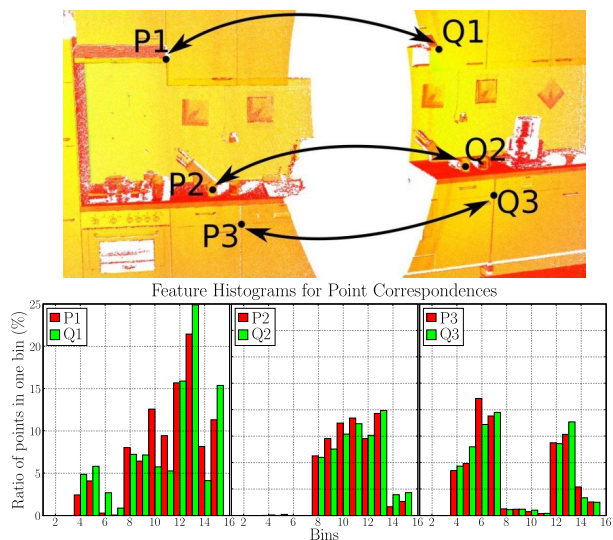 P1
Q1
P2
Q2
P3
Q3
Feature Histograms for Point Correspondences
Ratio of points in one bin (%)
25
20
15
10
5
0
P1
Q1
P2
Q2
P3
Q3
2 4 6 8 10 12 14 16
2 4 6 8 10 12 14 16
2 4 6 8 10 12 14 16
Bins